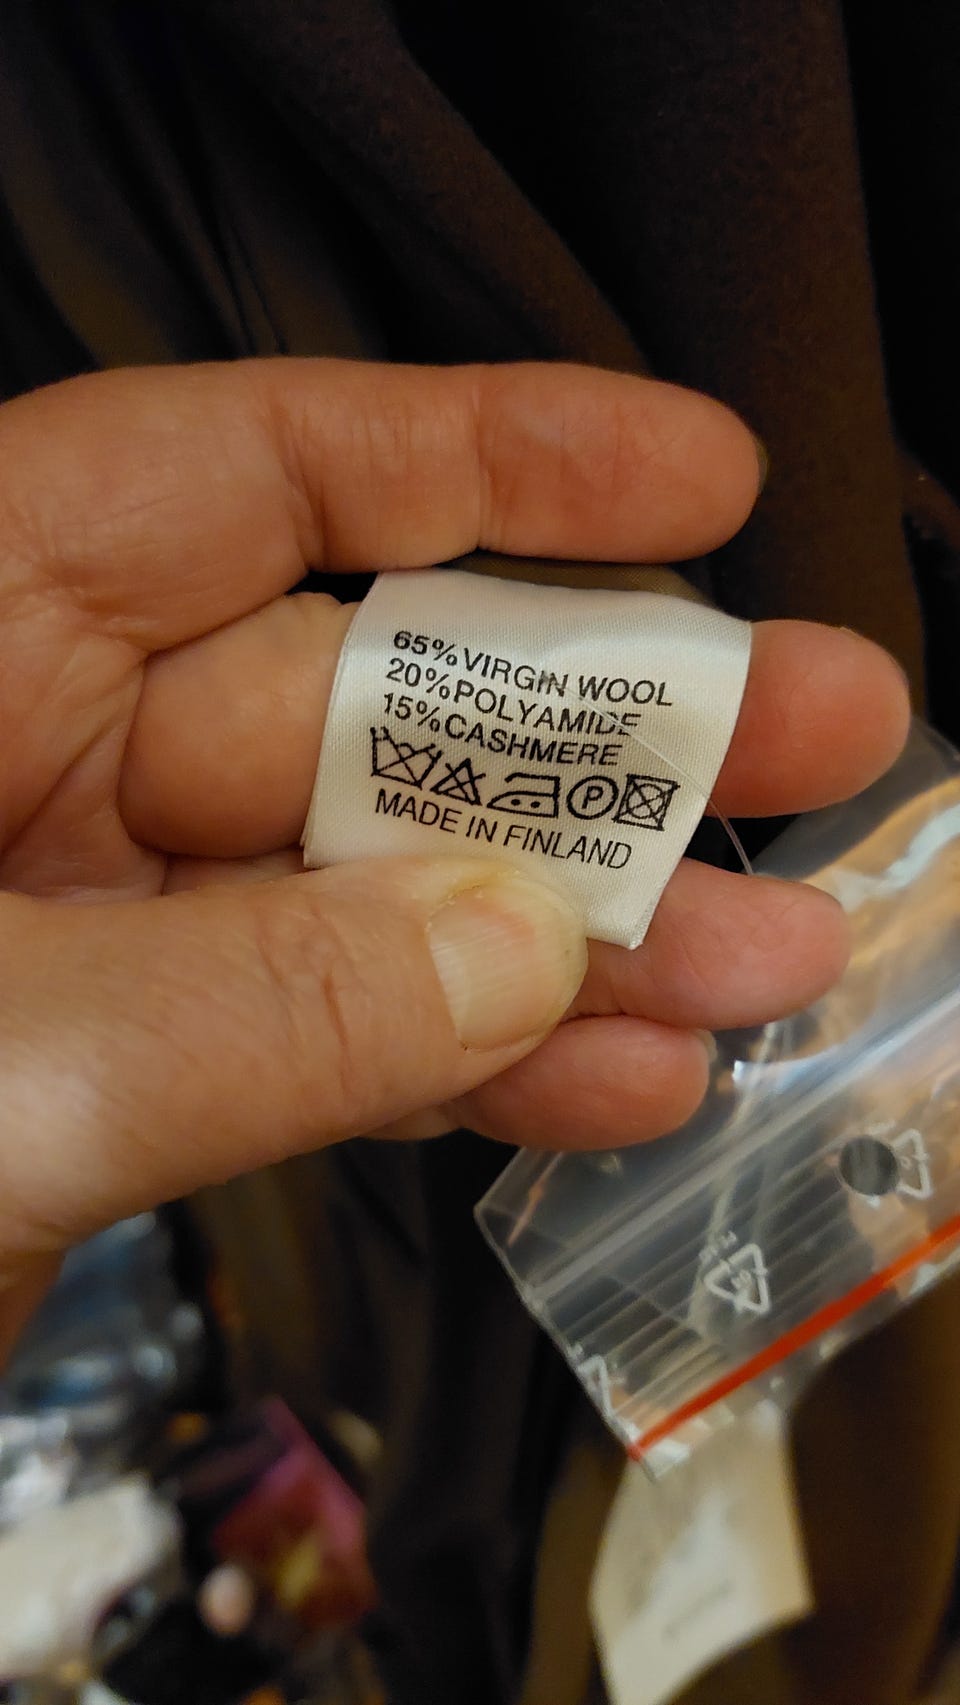 65%VIRGIN WOOL
20%POLYAMIDE
15%CASHMERE
P
MADE IN FINLAND